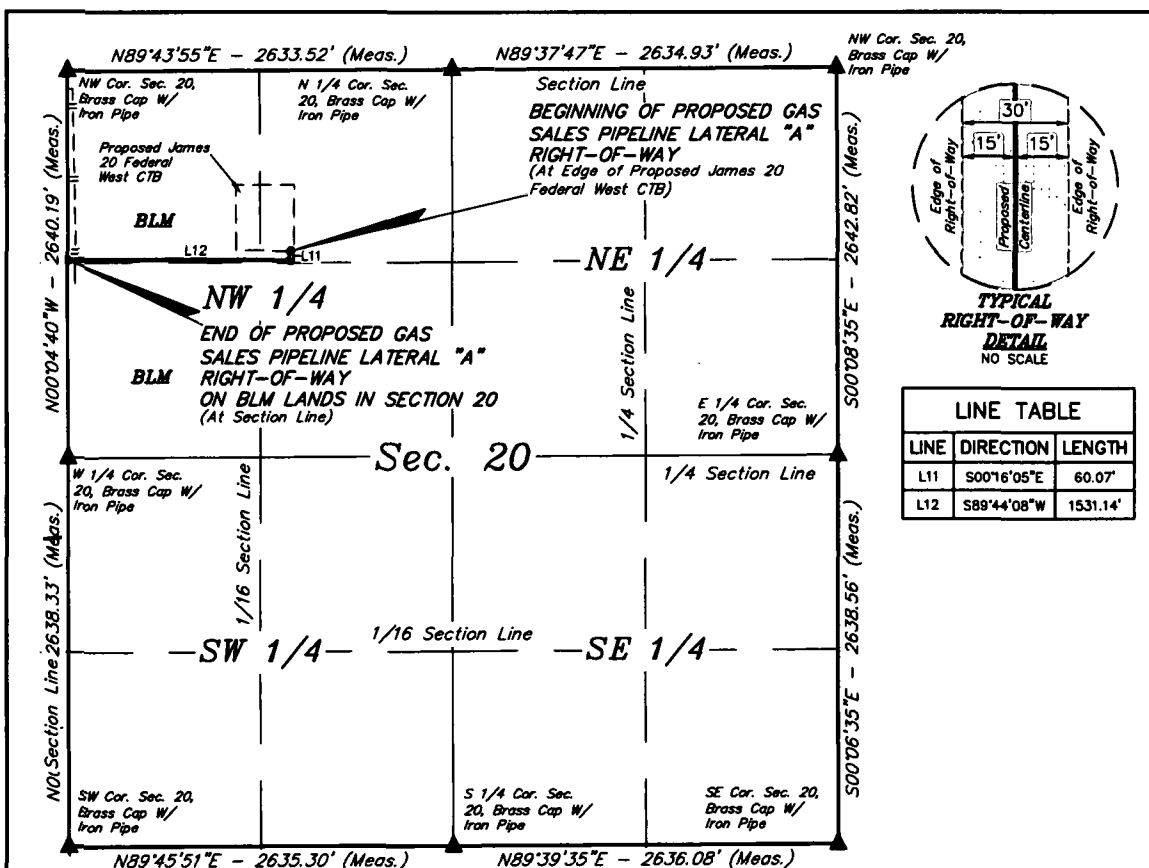 N89°43'55"E - 2633.52' (Meas.)
N89°37'47"E - 2634.93' (Meas.)
NW Cor. Sec. 20,
Brass Cap W/
Iron Pipe
NW Cor. Sec. 20,
Brass Cap W/
Iron Pipe
N 1/4 Cor. Sec.
20, Brass Cap W/
Iron Pipe
Section Line
BEGINNING OF PROPOSED GAS
SALES PIPELINE LATERAL "A"
RIGHT-OF-WAY
(At Edge of Proposed James 20
Federal West CTB)
Proposed James
20 Federal
West CTB
BLM
L12
L11
N00°04'40"W - 2640.19' (Meas.)
S00°08'35"E - 2642.82' (Meas.)
NW 1/4
NE 1/4
END OF PROPOSED GAS
SALES PIPELINE LATERAL "A"
RIGHT-OF-WAY
ON BLM LANDS IN SECTION 20
(At Section Line)
BLM
1/4 Section Line
E 1/4 Cor. Sec.
20, Brass Cap W/
Iron Pipe
Sec. 20
1/4 Section Line
W 1/4 Cor. Sec.
20, Brass Cap W/
Iron Pipe
1/16 Section Line
Section Line 2638.33' (Meas.)
S00°06'35"E - 2638.56' (Meas.)
SW 1/4
1/16 Section Line
SE 1/4
SW Cor. Sec. 20,
Brass Cap W/
Iron Pipe
S 1/4 Cor. Sec.
20, Brass Cap W/
Iron Pipe
SE Cor. Sec. 20,
Brass Cap W/
Iron Pipe
N89°45'51"E - 2635.30' (Meas.)
N89°39'35"E - 2636.08' (Meas.)
30'
15'
15'
Edge of
Right-of-Way
Proposed
Centerline
Edge of
Right-of-Way
TYPICAL
RIGHT-OF-WAY
DETAIL
NO SCALE
LINE TABLE
LINE DIRECTION LENGTH
L11 S00°16'05"E 60.07'
L12 S89°44'08"W 1531.14'